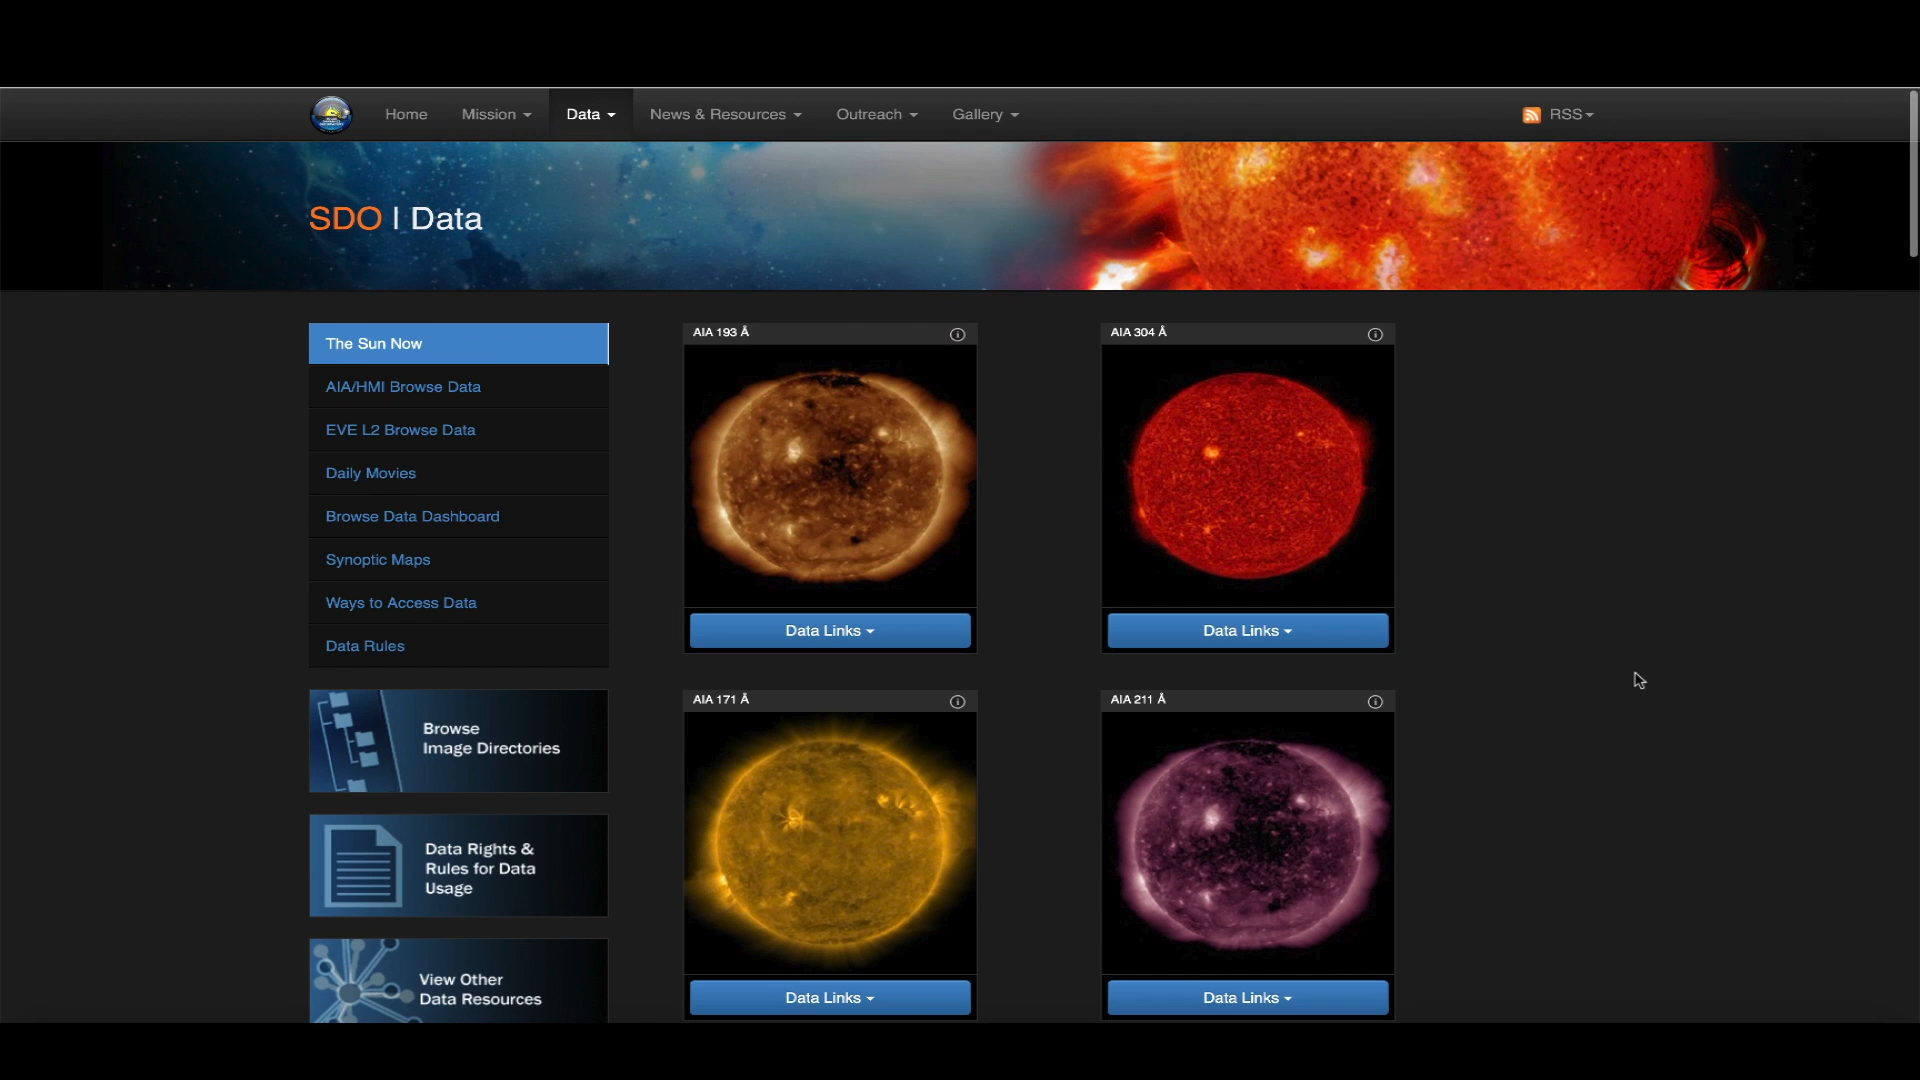 Home
Mission
Data
News & Resources
Outreach
Gallery
RSS
SDO | Data
The Sun Now
AIA/HMI Browse Data
EVE L2 Browse Data
Daily Movies
Browse Data Dashboard
Synoptic Maps
Ways to Access Data
Data Rules
Browse
Image Directories
Data Rights &
Rules for Data
Usage
View Other
Data Resources
AIA 193 Å
Data Links
AIA 304 Å
Data Links
AIA 171 Å
Data Links
AIA 211 Å
Data Links